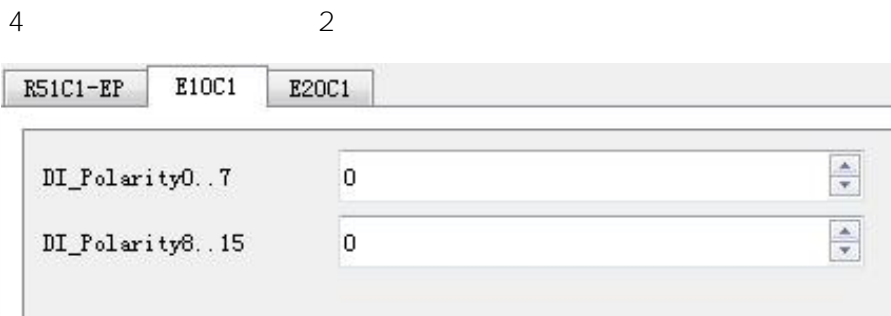 4 2
R51C1-EP E10C1 E20C1
DI_Polarity0..7 0
DI_Polarity8..15 0